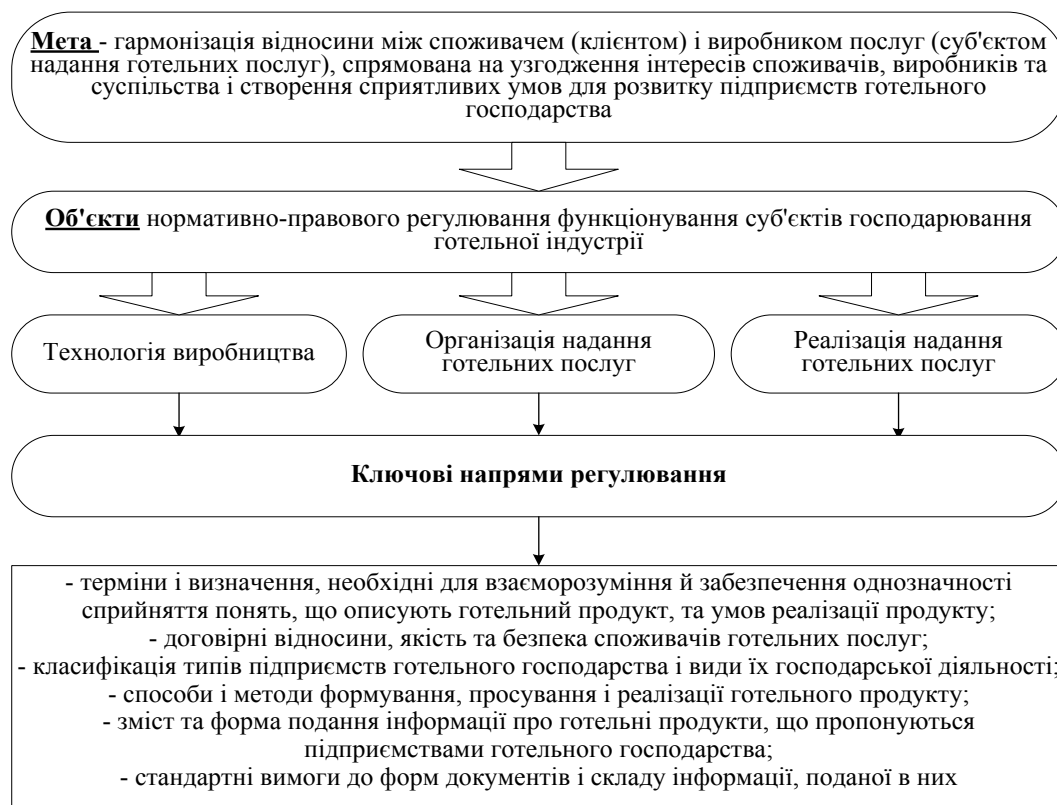 Мета - гармонізація відносини між споживачем (клієнтом) і виробником послуг (суб'єктом
надання готельних послуг), спрямована на узгодження інтересів споживачів, виробників та
суспільства і створення сприятливих умов для розвитку підприємств готельного
господарства
Об'єкти нормативно-правового регулювання функціонування суб'єктів господарювання
готельної індустрії
Технологія виробництва
Організація надання
готельних послуг
Реалізація надання
готельних послуг
Ключові напрями регулювання
- терміни і визначення, необхідні для взаєморозуміння й забезпечення однозначності
сприйняття понять, що описують готельний продукт, та умов реалізації продукту;
- договірні відносини, якість та безпека споживачів готельних послуг;
- класифікація типів підприємств готельного господарства і види їх господарської діяльності;
- способи і методи формування, просування і реалізації готельного продукту;
- зміст та форма подання інформації про готельні продукти, що пропонуються
підприємствами готельного господарства;
- стандартні вимоги до форм документів і складу інформації, поданої в них